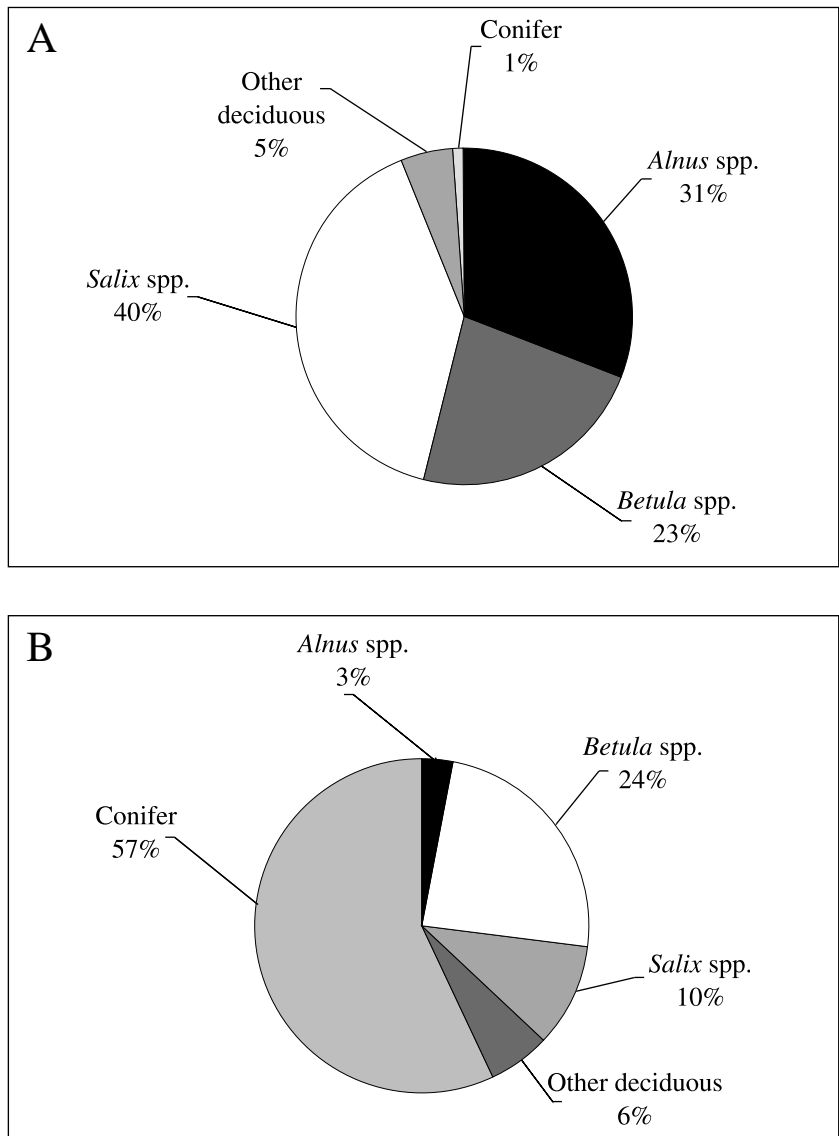 A
Conifer
1%
Other
deciduous
5%
Alnus spp.
31%
Salix spp.
40%
Betula spp.
23%
B
Alnus spp.
3%
Betula spp.
24%
Conifer
57%
Salix spp.
10%
Other deciduous
6%